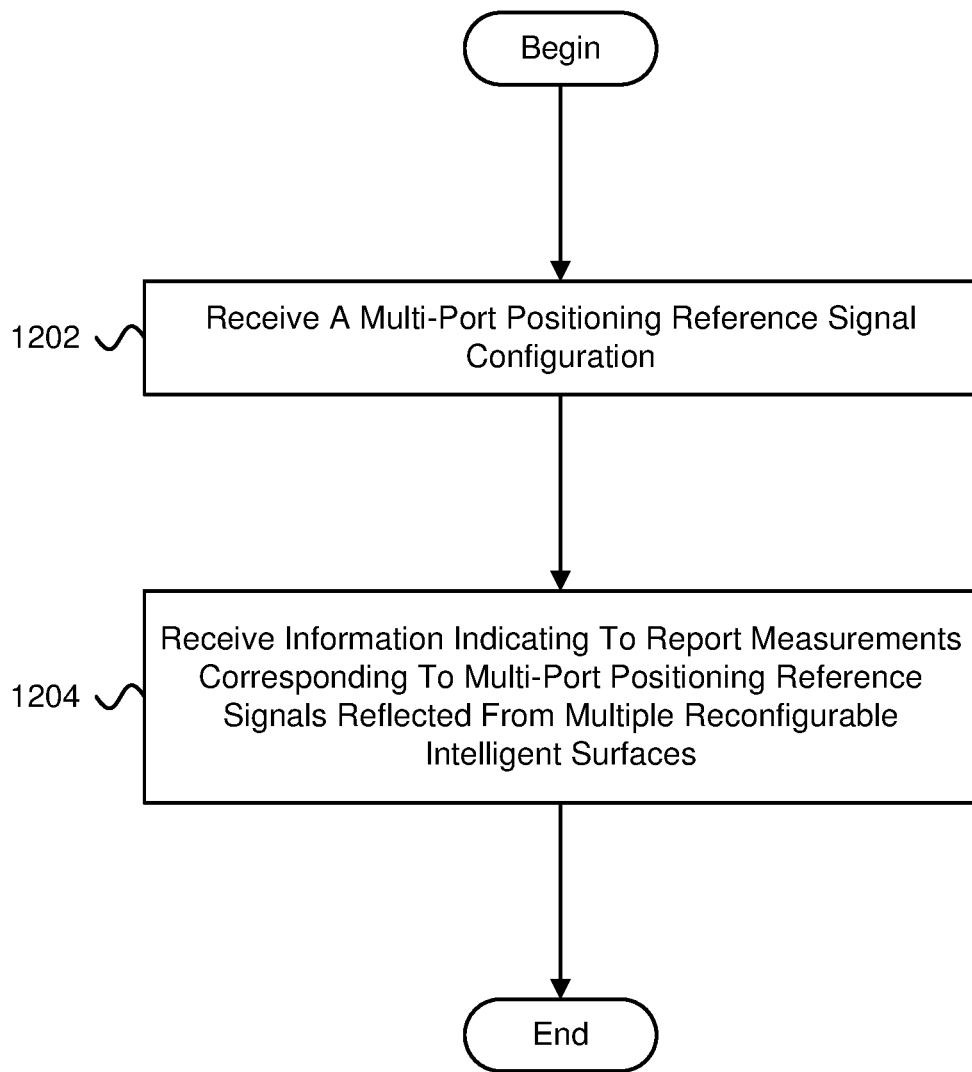 Begin
1202
Receive A Multi-Port Positioning Reference Signal
Configuration
1204
Receive Information Indicating To Report Measurements
Corresponding To Multi-Port Positioning Reference
Signals Reflected From Multiple Reconfigurable
Intelligent Surfaces
End